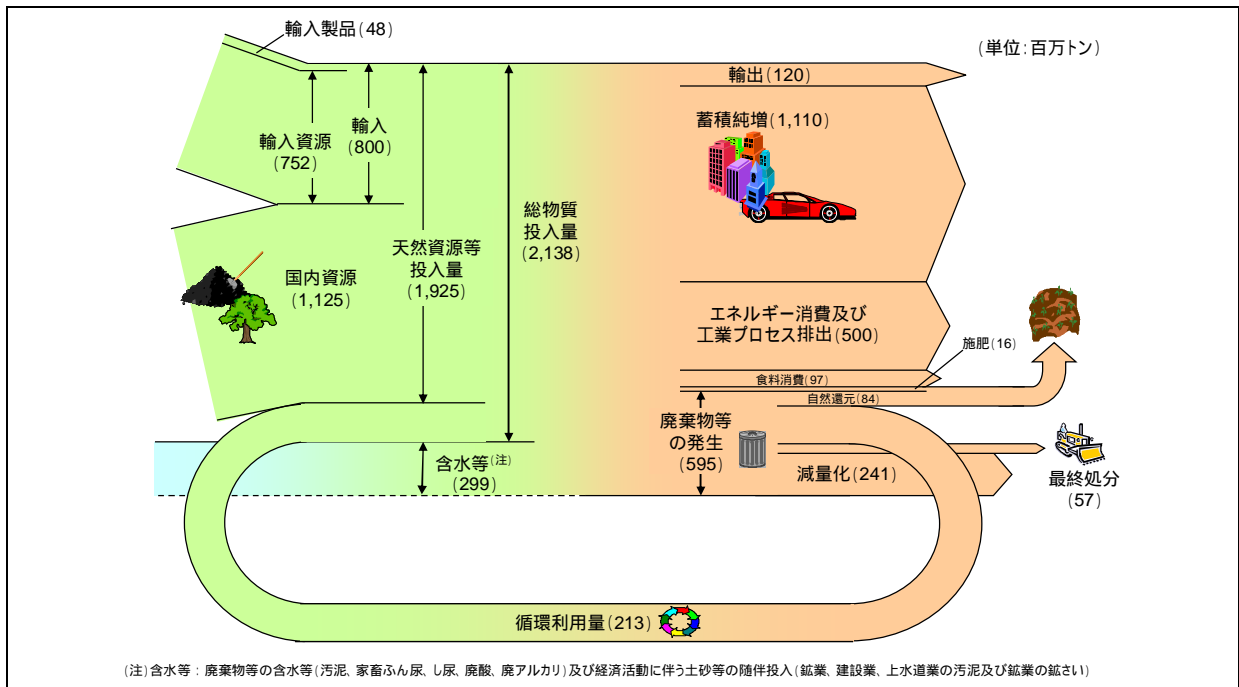 輸入製品(48)
(単位:百万トン)
輸出(120)
蓄積純増(1,110)
輸入資源
(752)
輸入
(800)
総物質
投入量
(2,138)
天然資源等
投入量
(1,925)
国内資源
(1,125)
エネルギー消費及び
工業プロセス排出(500)
施肥(16)
食料消費(97)
自然還元(84)
廃棄物等
の発生
(595)
含水等(注)
(299)
減量化(241)
最終処分
(57)
循環利用量(213)
(注)含水等:廃棄物等の含水等(汚泥、家畜ふん尿、し尿、廃酸、廃アルカリ)及び経済活動に伴う土砂等の随伴投入(鉱業、建設業、上水道業の汚泥及び鉱業の鉱さい)